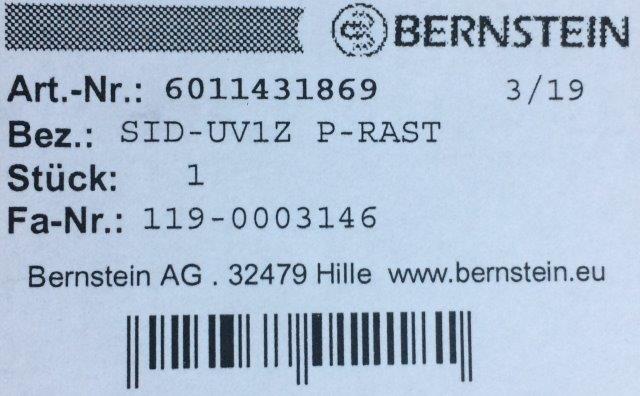 BERNSTEIN
Art.-Nr.: 6011431869 3/19
Bez.: SID-UV1Z P-RAST
Stück: 1
Fa-Nr.: 119-0003146
Bernstein AG . 32479 Hille www.bernstein.eu